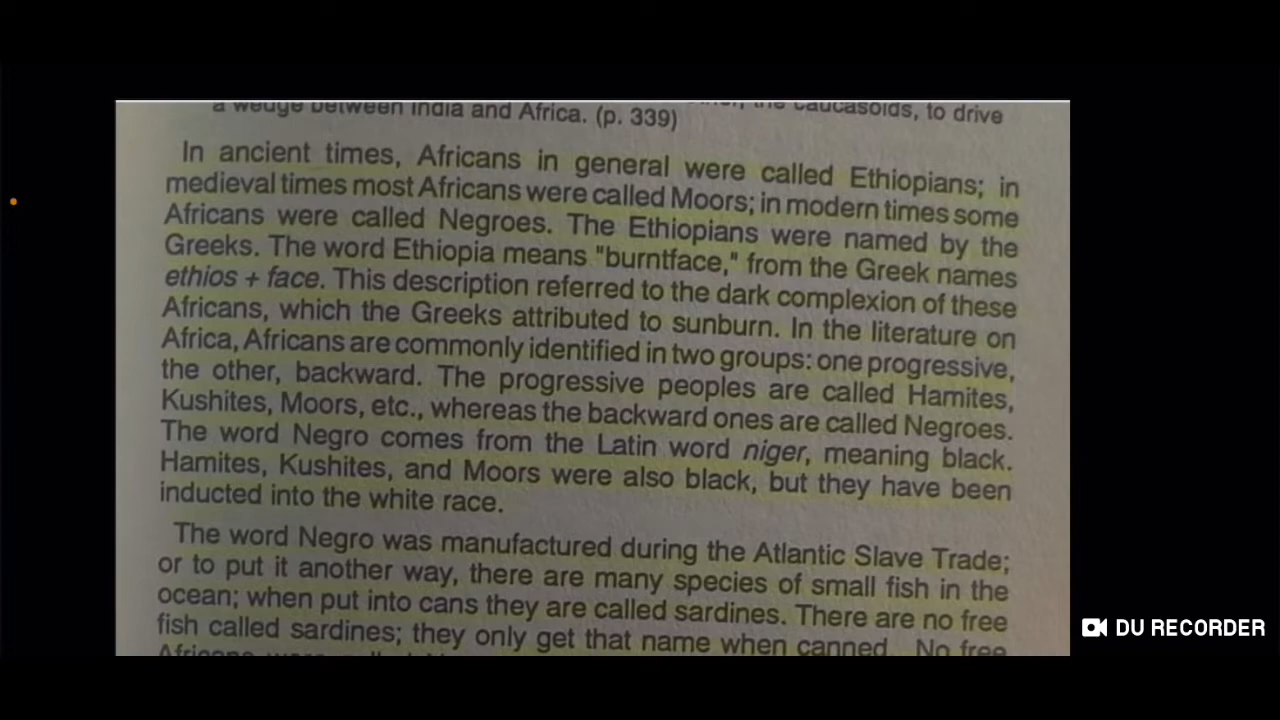 a wedge between India and Africa. (p. 339) the caucasoids, to drive
In ancient times, Africans in general were called Ethiopians; in
medieval times most Africans were called Moors; in modern times some
Africans were called Negroes. The Ethiopians were named by the
Greeks. The word Ethiopia means "burntface," from the Greek names
ethios + face. This description referred to the dark complexion of these
Africans, which the Greeks attributed to sunburn. In the literature on
Africa, Africans are commonly identified in two groups: one progressive,
the other, backward. The progressive peoples are called Hamites,
Kushites, Moors, etc., whereas the backward ones are called Negroes.
The word Negro comes from the Latin word niger, meaning black.
Hamites, Kushites, and Moors were also black, but they have been
inducted into the white race.
The word Negro was manufactured during the Atlantic Slave Trade;
or to put it another way, there are many species of small fish in the
ocean; when put into cans they are called sardines. There are no free
fish called sardines; they only get that name when canned. No free
DU RECORDER